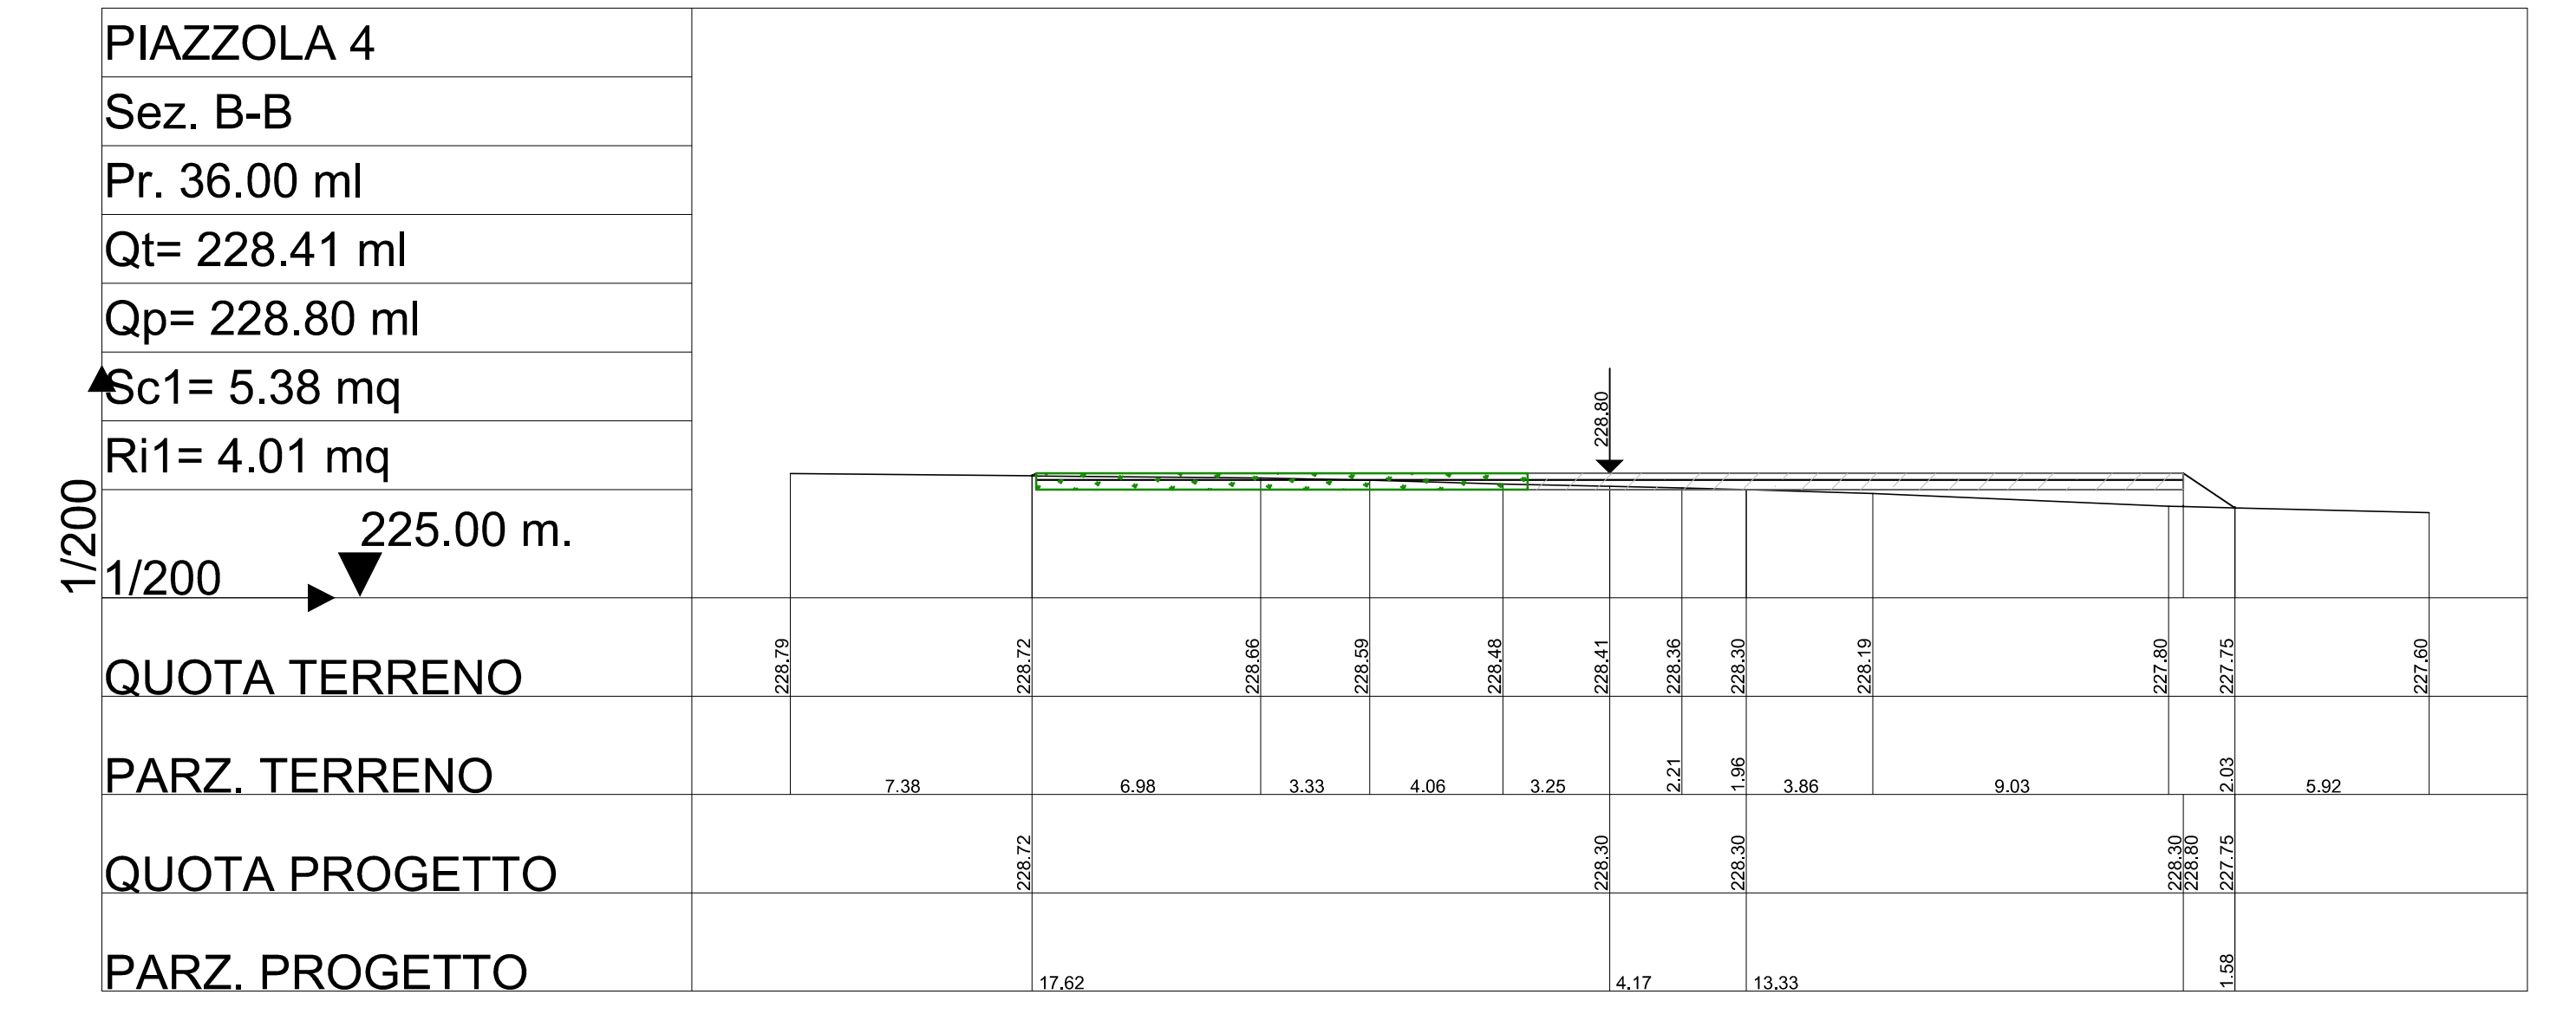 PIAZZOLA 4
Sez. B-B
Pr. 36.00 ml
Qt= 228.41 ml
Qp= 228.80 ml
Sc1= 5.38 mq
Ri1= 4.01 mq
225.00 m.
1/200
1/200
228.80
QUOTA TERRENO 228.79 228.72 228.66 228.59 228.48 228.41 228.36 228.30 228.19 227.80 227.75 227.60
PARZ. TERRENO 7.38 6.98 3.33 4.06 3.25 2.21 1.96 3.86 9.03 2.03 5.92
QUOTA PROGETTO 228.72 228.30 228.30 228.30 228.80 227.75
PARZ. PROGETTO 17.62 4.17 13.33 1.58